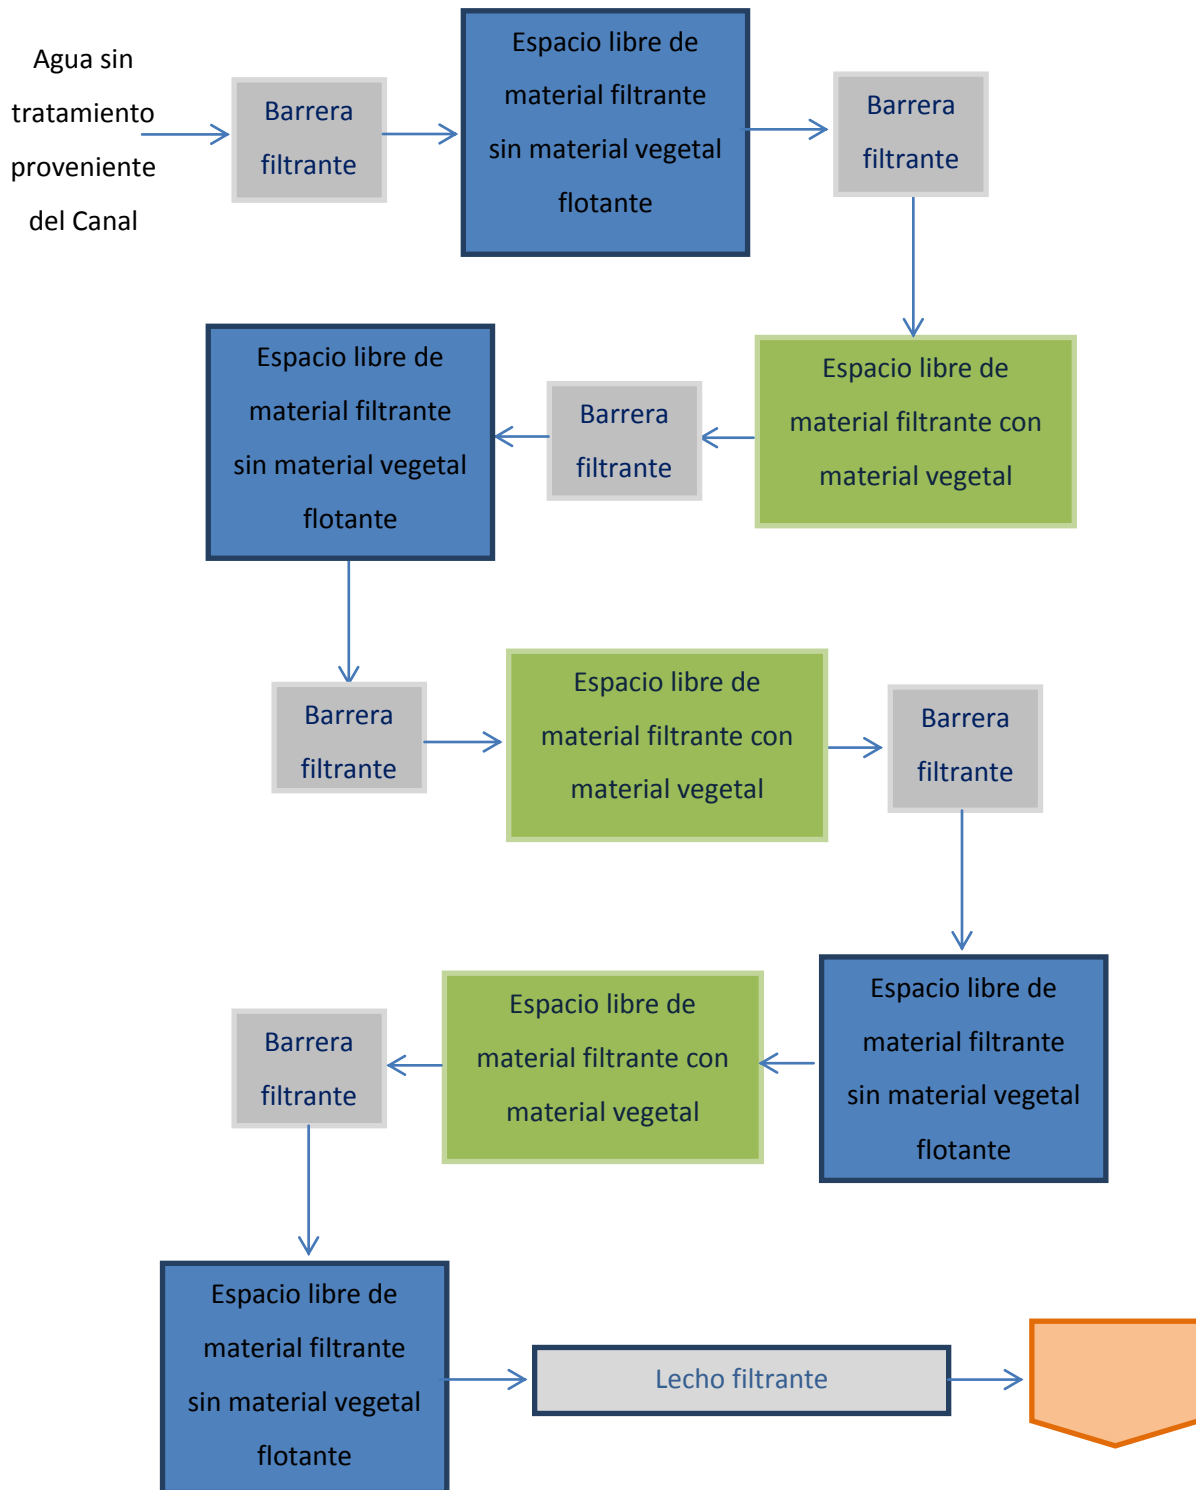 Agua sin
tratamiento
proveniente
del Canal
Barrera
filtrante
Espacio libre de
material filtrante
sin material vegetal
flotante
Barrera
filtrante
Espacio libre de
material filtrante con
material vegetal
Barrera
filtrante
Espacio libre de
material filtrante
sin material vegetal
flotante
Barrera
filtrante
Espacio libre de
material filtrante con
material vegetal
Barrera
filtrante
Espacio libre de
material filtrante
sin material vegetal
flotante
Espacio libre de
material filtrante con
material vegetal
Barrera
filtrante
Espacio libre de
material filtrante
sin material vegetal
flotante
Lecho filtrante